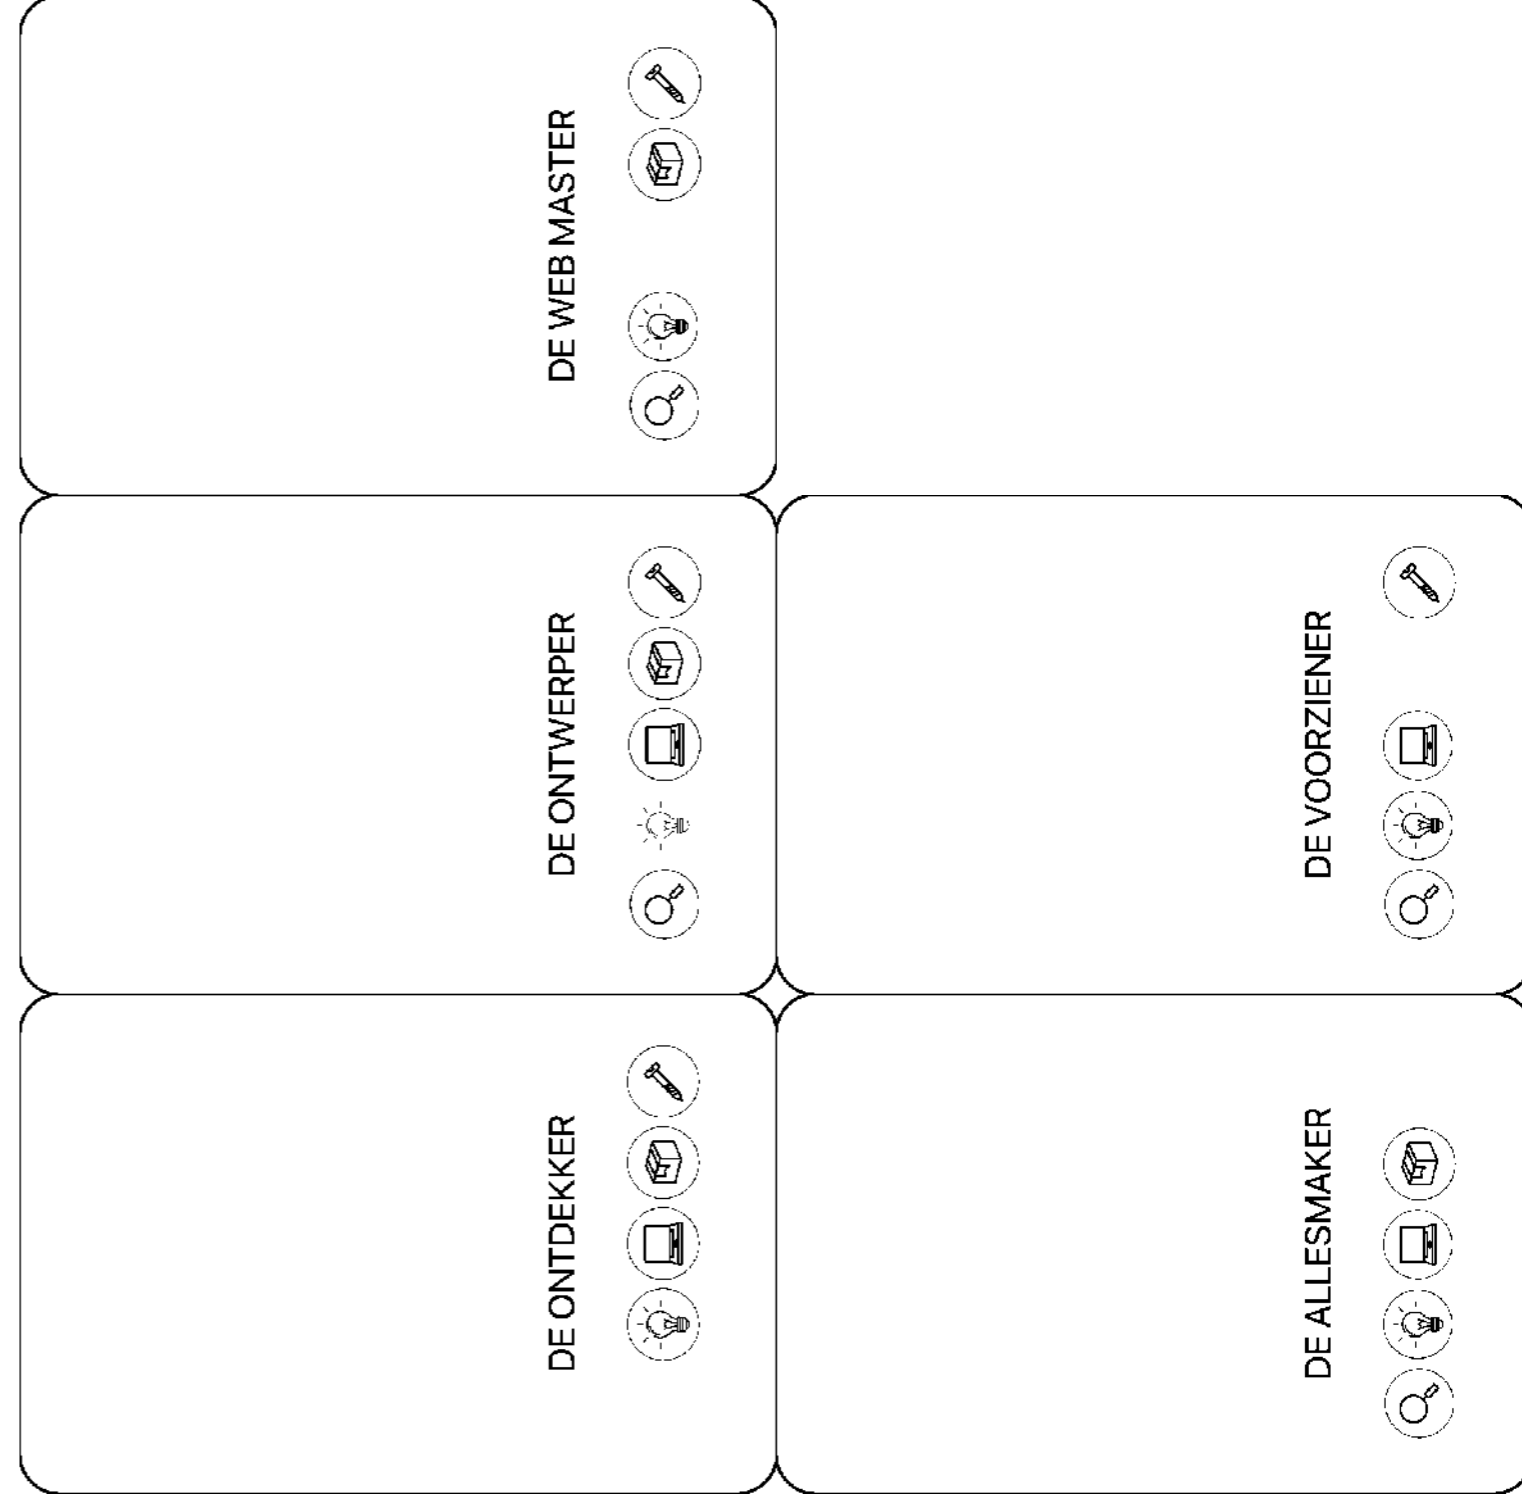 DE WEB MASTER
DE ONTWERPER
DE VOORZIENER
DE ONTDEKKER
DE ALLESMAKER